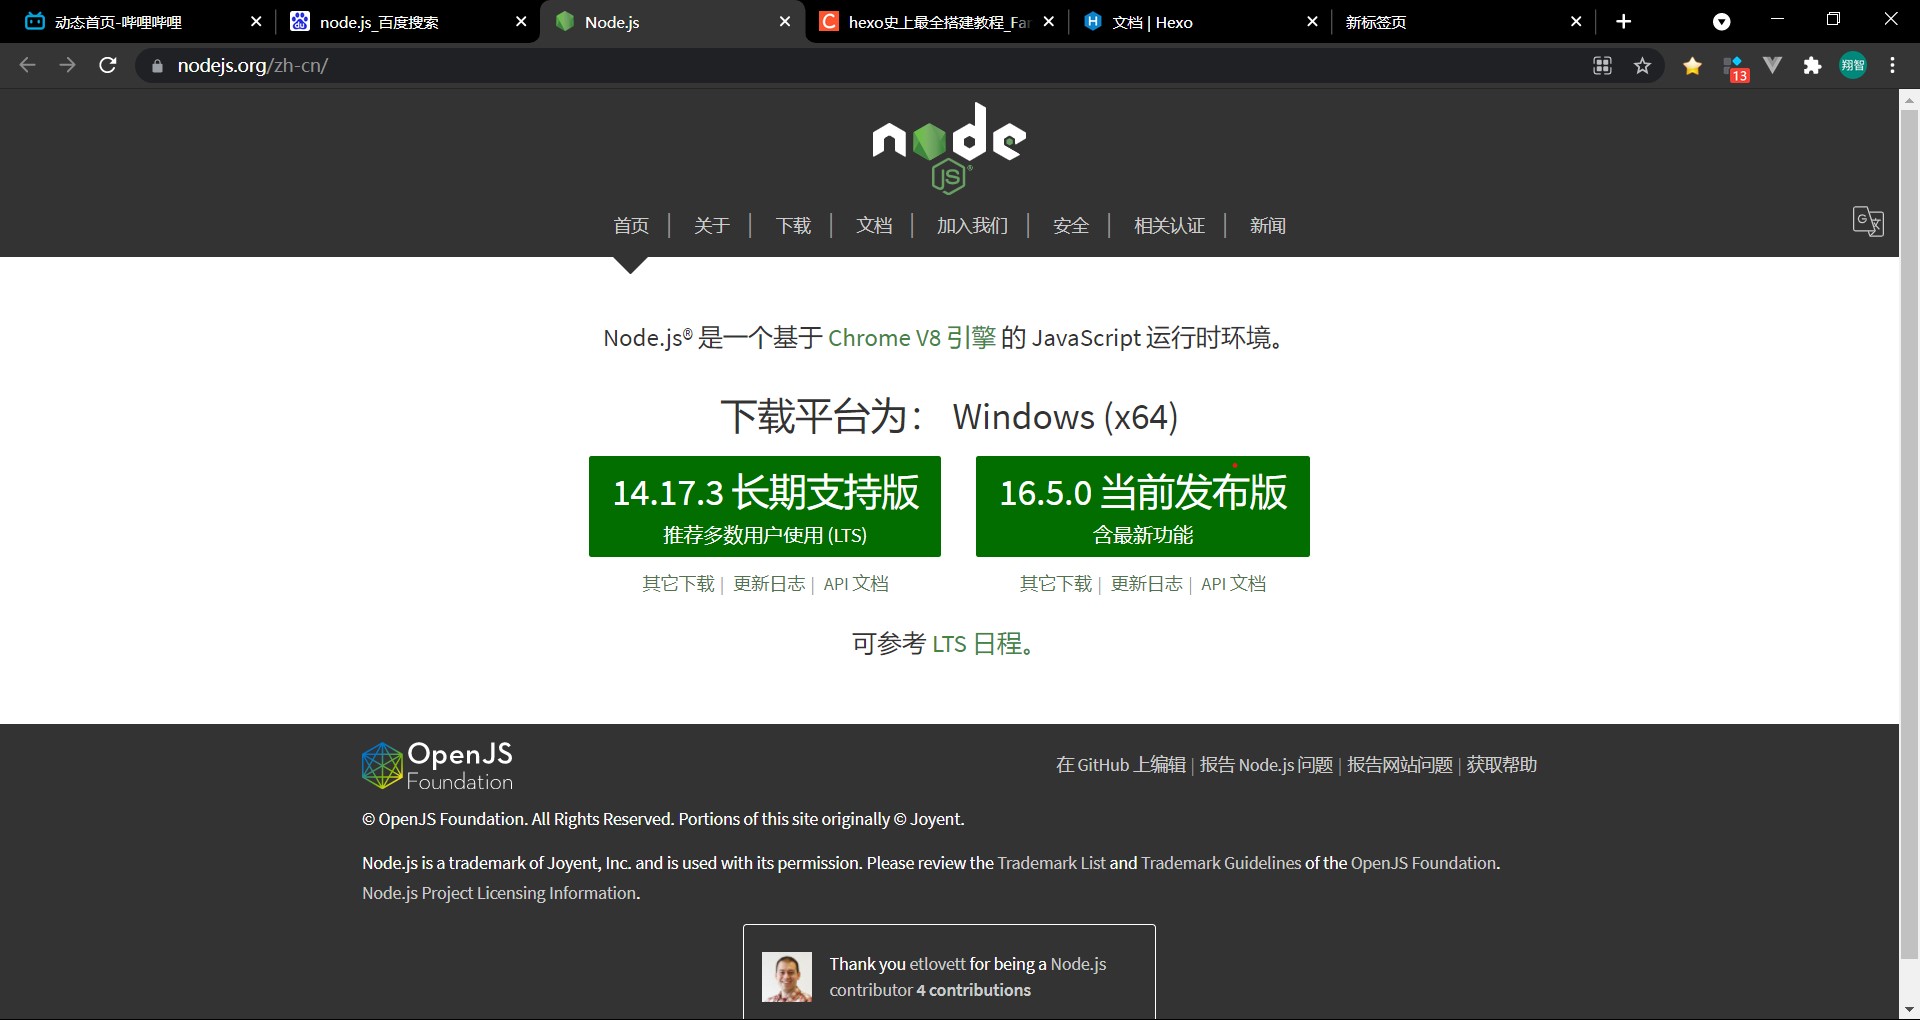 动态首页-哔哩哔哩
node.js_百度搜索
Node.js
hexo史上最全搭建教程_Far
文档 | Hexo
新标签页
nodejs.org/zh-cn/
13
翔智
node
JS
首页 | 关于 | 下载 | 文档 | 加入我们 | 安全 | 相关认证 | 新闻
Node.js® 是一个基于 Chrome V8 引擎 的 JavaScript 运行时环境。
下载平台为： Windows (x64)
14.17.3 长期支持版
推荐多数用户使用 (LTS)
16.5.0 当前发布版
含最新功能
其它下载 | 更新日志 | API 文档
其它下载 | 更新日志 | API 文档
可参考 LTS 日程。
OpenJS
Foundation
在 GitHub 上编辑 | 报告 Node.js 问题 | 报告网站问题 | 获取帮助
© OpenJS Foundation. All Rights Reserved. Portions of this site originally © Joyent.
Node.js is a trademark of Joyent, Inc. and is used with its permission. Please review the Trademark List and Trademark Guidelines of the OpenJS Foundation.
Node.js Project Licensing Information.
Thank you etlovett for being a Node.js
contributor 4 contributions